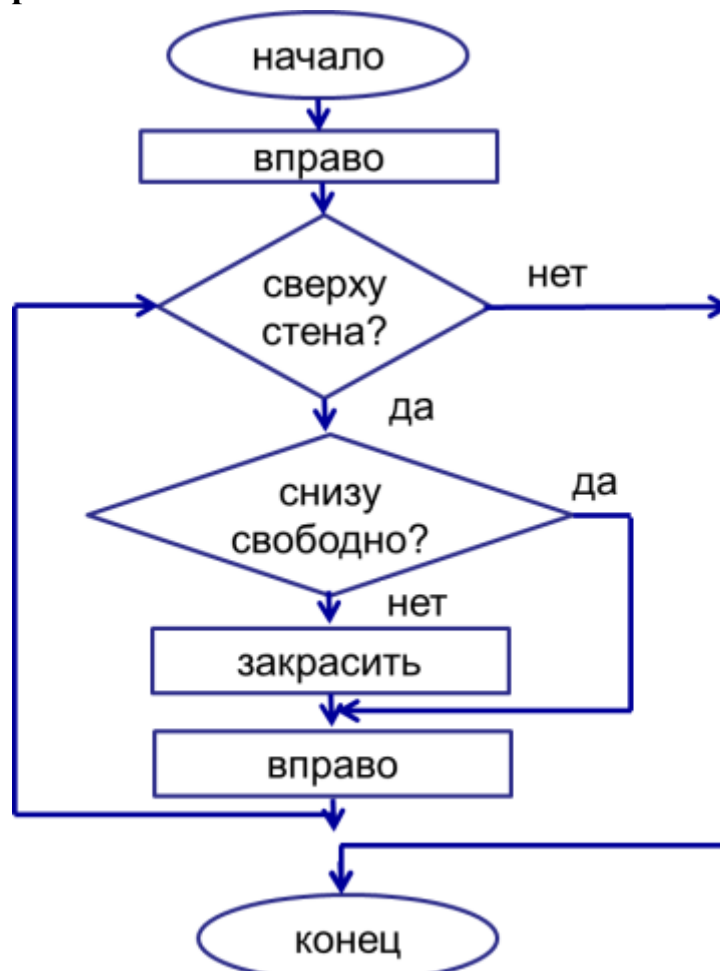 начало
вправо
сверху
стена?
нет
да
снизу
свободно?
да
нет
закрасить
вправо
конец